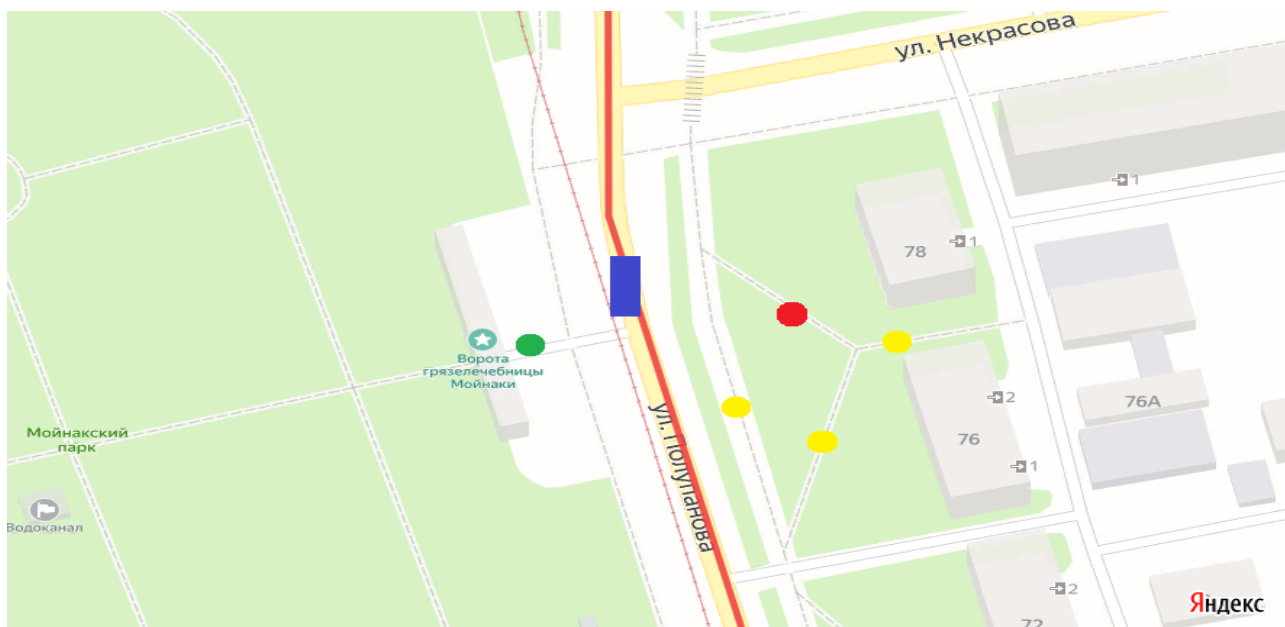 ул. Некрасова
1
78
1
Ворота
грязелечебницы
Мойнаки
76А
2
76
Мойнакский
парк
1
ул. Полупанова
Водоканал
2
72
Яндекс